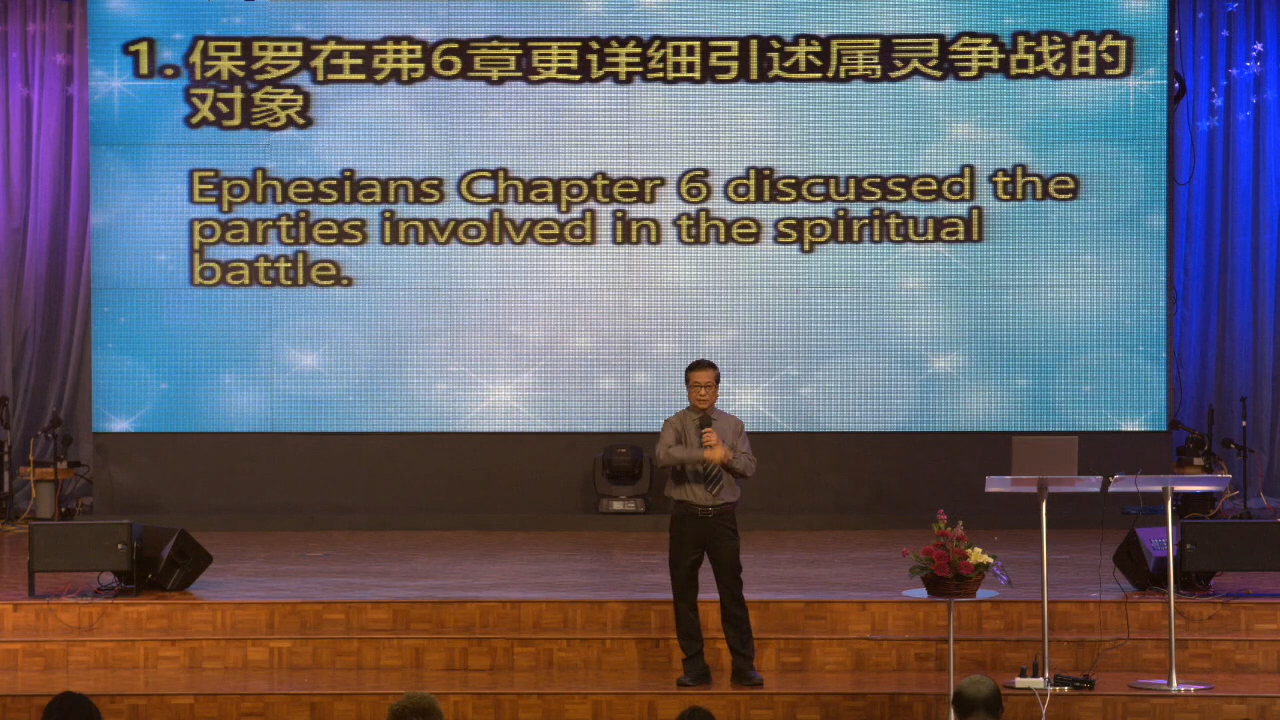 1. 保罗在弗6章更详细引述属灵争战的
对象
Ephesians Chapter 6 discussed the
parties involved in the spiritual
battle.